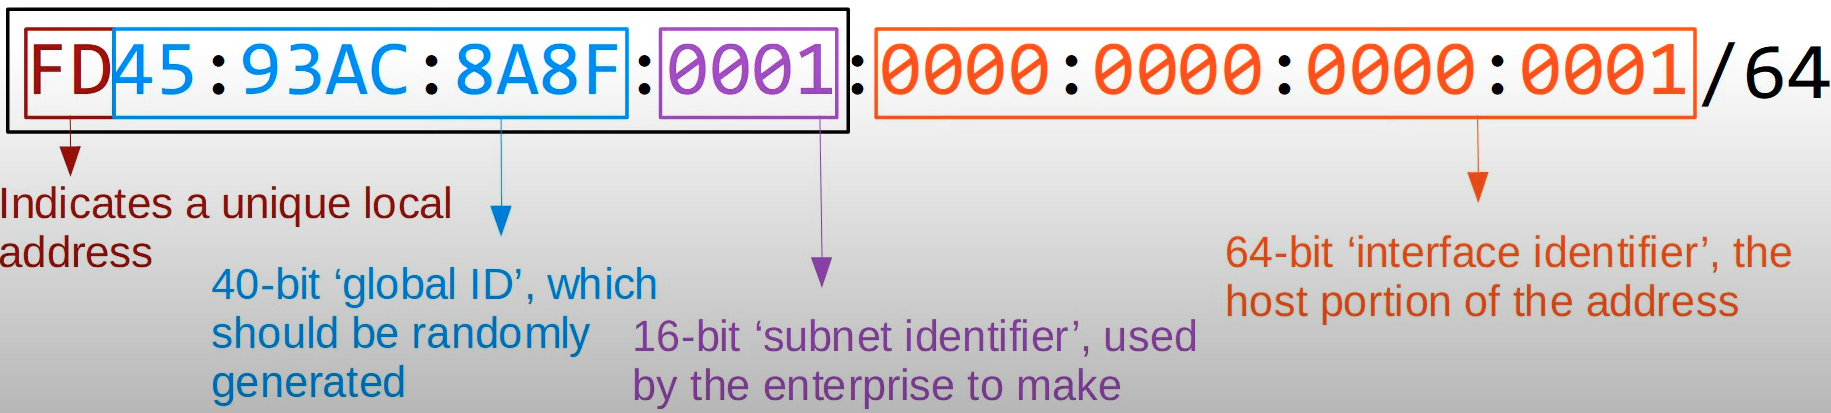 FD45:93AC:8A8F:0001:0000:0000:0000:0001/64
Indicates a unique local
address
40-bit ‘global ID’, which
should be randomly
generated
16-bit ‘subnet identifier’, used
by the enterprise to make
64-bit ‘interface identifier’, the
host portion of the address